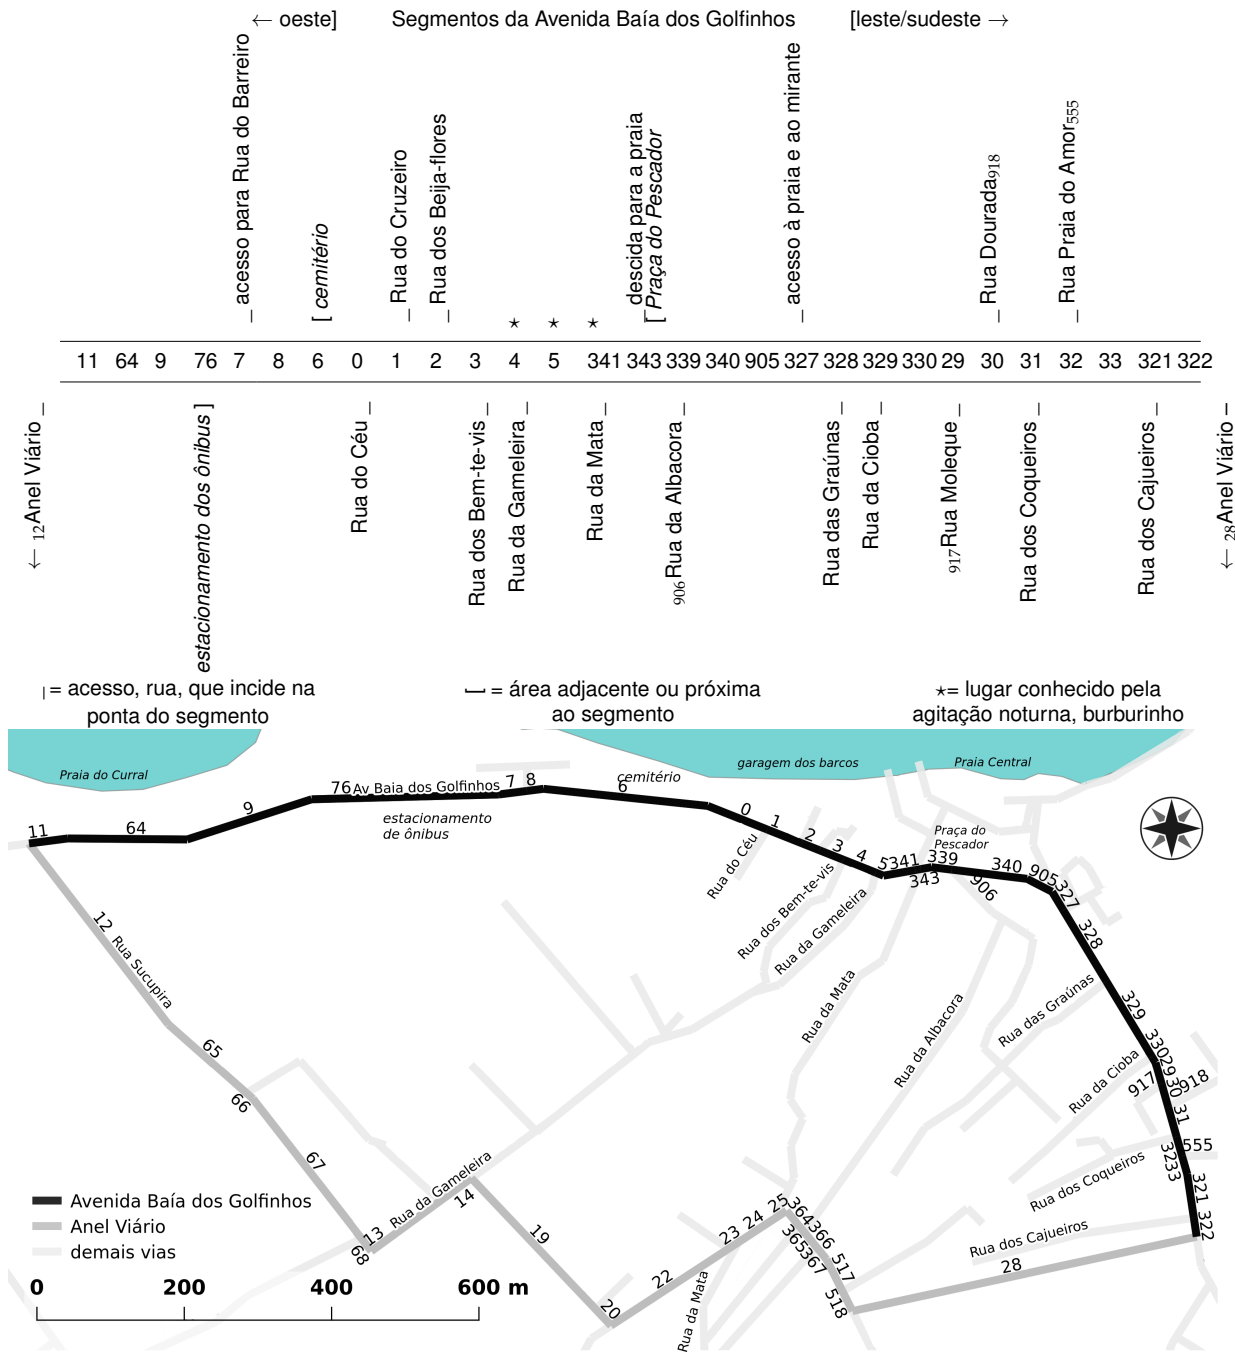 ← oeste] Segmentos da Avenida Baía dos Golfinhos [leste/sudeste →
acesso para Rua do Barreiro
[ cemitério
Rua do Cruzeiro
Rua dos Beija-flores
descida para a praia
[ Praça do Pescador
acesso à praia e ao mirante
Rua Dourada918
Rua Praia do Amor555
⋆ ⋆ ⋆
11 64 9 76 7 8 6 0 1 2 3 4 5 341 343 339 340 905 327 328 329 330 29 30 31 32 33 321 322
← 12Anel Viário
estacionamento dos ônibus ]
Rua do Céu
Rua dos Bem-te-vis
Rua da Gameleira
Rua da Mata
906Rua da Albacora
Rua das Graúnas
Rua da Cioba
917Rua Moleque
Rua dos Coqueiros
Rua dos Cajueiros
← 28Anel Viário
= acesso, rua, que incide na
ponta do segmento
= área adjacente ou próxima
ao segmento
⋆= lugar conhecido pela
agitação noturna, burburinho
Praia do Curral
garagem dos barcos
Praia Central
76 Av Baia dos Golfinhos 7 8
cemitério
6
estacionamento
de ônibus
11
64
9
0
1
2
3
4
5
341
343
339
340
905
327
906
Praça do
Pescador
328
329
330
29
30
31
917
918
555
3233
321
322
Rua do Céu
Rua dos Bem-te-vis
Rua da Gameleira
Rua da Mata
Rua da Albacora
Rua das Graúnas
Rua da Cioba
Rua dos Coqueiros
Rua dos Cajueiros
28
12
Rua Sucupira
65
66
67
68
13
Rua da Gameleira
14
19
20
22
23
24
25
364
366
365
367
517
518
Rua da Mata
Avenida Baía dos Golfinhos
Anel Viário
demais vias
0 200 400 600 m